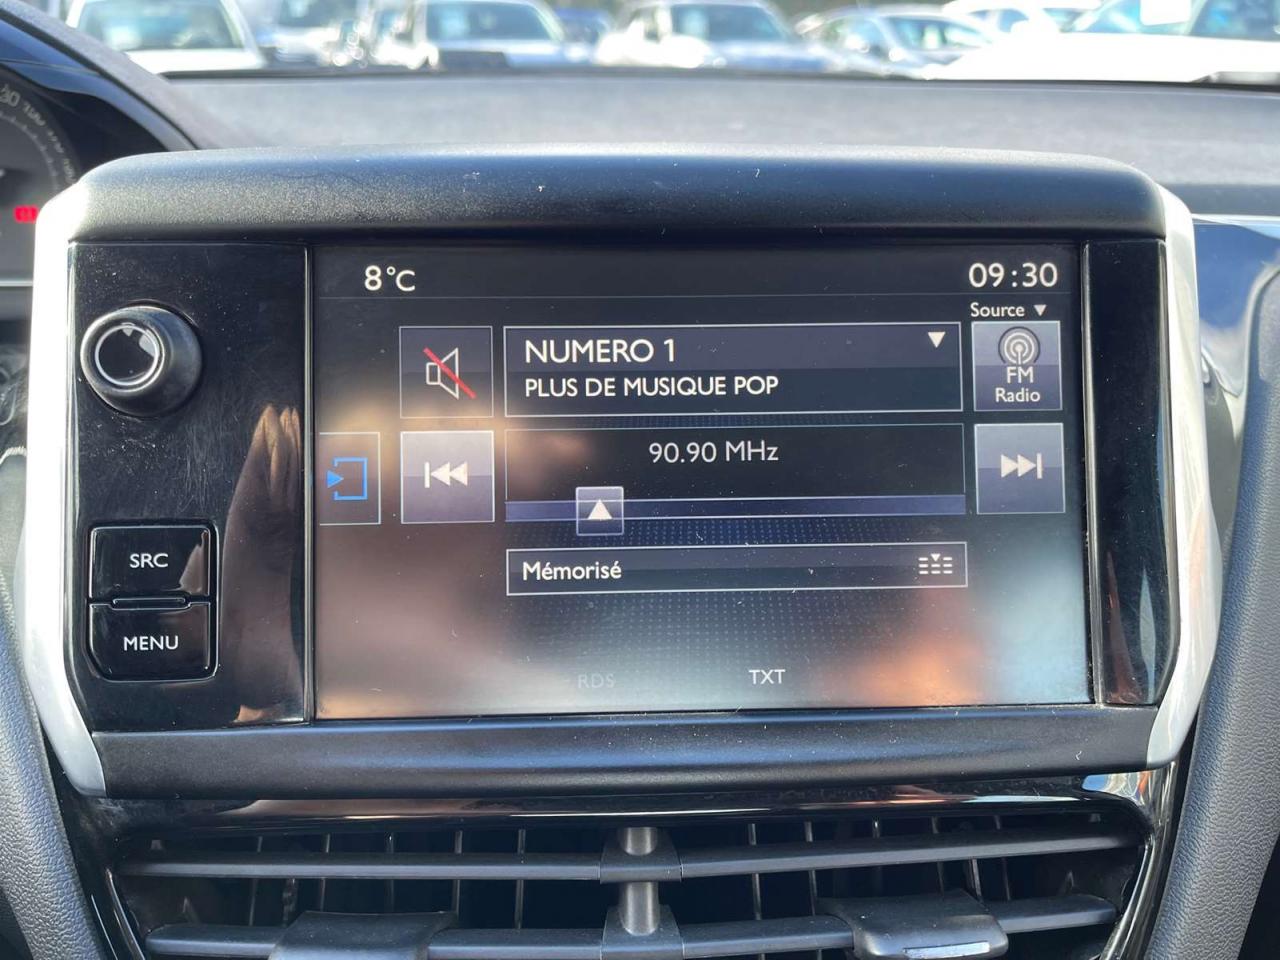 8°C
09:30
Source
NUMERO 1
PLUS DE MUSIQUE POP
FM
Radio
90.90 MHz
SRC
Mémorisé
MENU
RDS
TXT